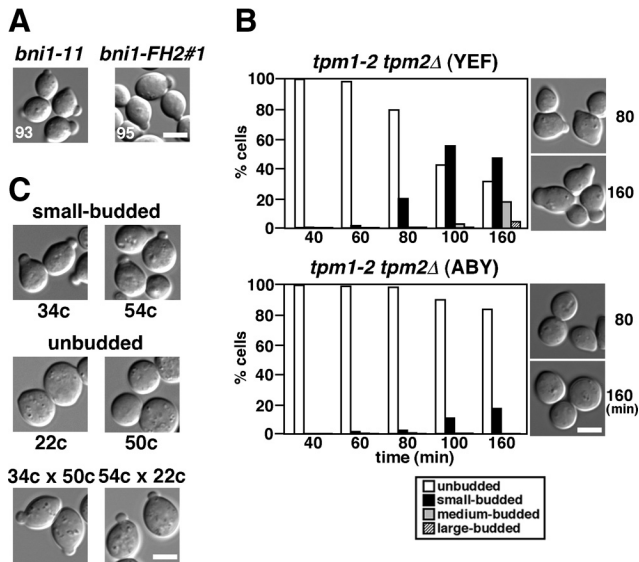 A
bni1-11 bni1-FH2#1
93
95
B
tpm1-2 tpm2Δ (YEF)
% cells
100
80
60
40
20
0
40 60 80 100 160
80
160
tpm1-2 tpm2Δ (ABY)
% cells
100
80
60
40
20
0
40 60 80 100 160
time (min)
80
160
(min)
unbudded
small-budded
medium-budded
large-budded
C
small-budded
34c 54c
unbudded
22c 50c
34c x 50c 54c x 22c